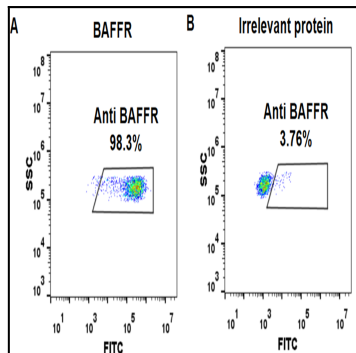 A
BAFFR
Anti BAFFR
98.3%
SSC
10^8
10^7
10^6
10^5
10^4
10^3
10^1 10^3 10^5 10^7
FITC
B
Irrelevant protein
Anti BAFFR
3.76%
SSC
10^8
10^7
10^6
10^5
10^4
10^3
10^1 10^3 10^5 10^7
FITC